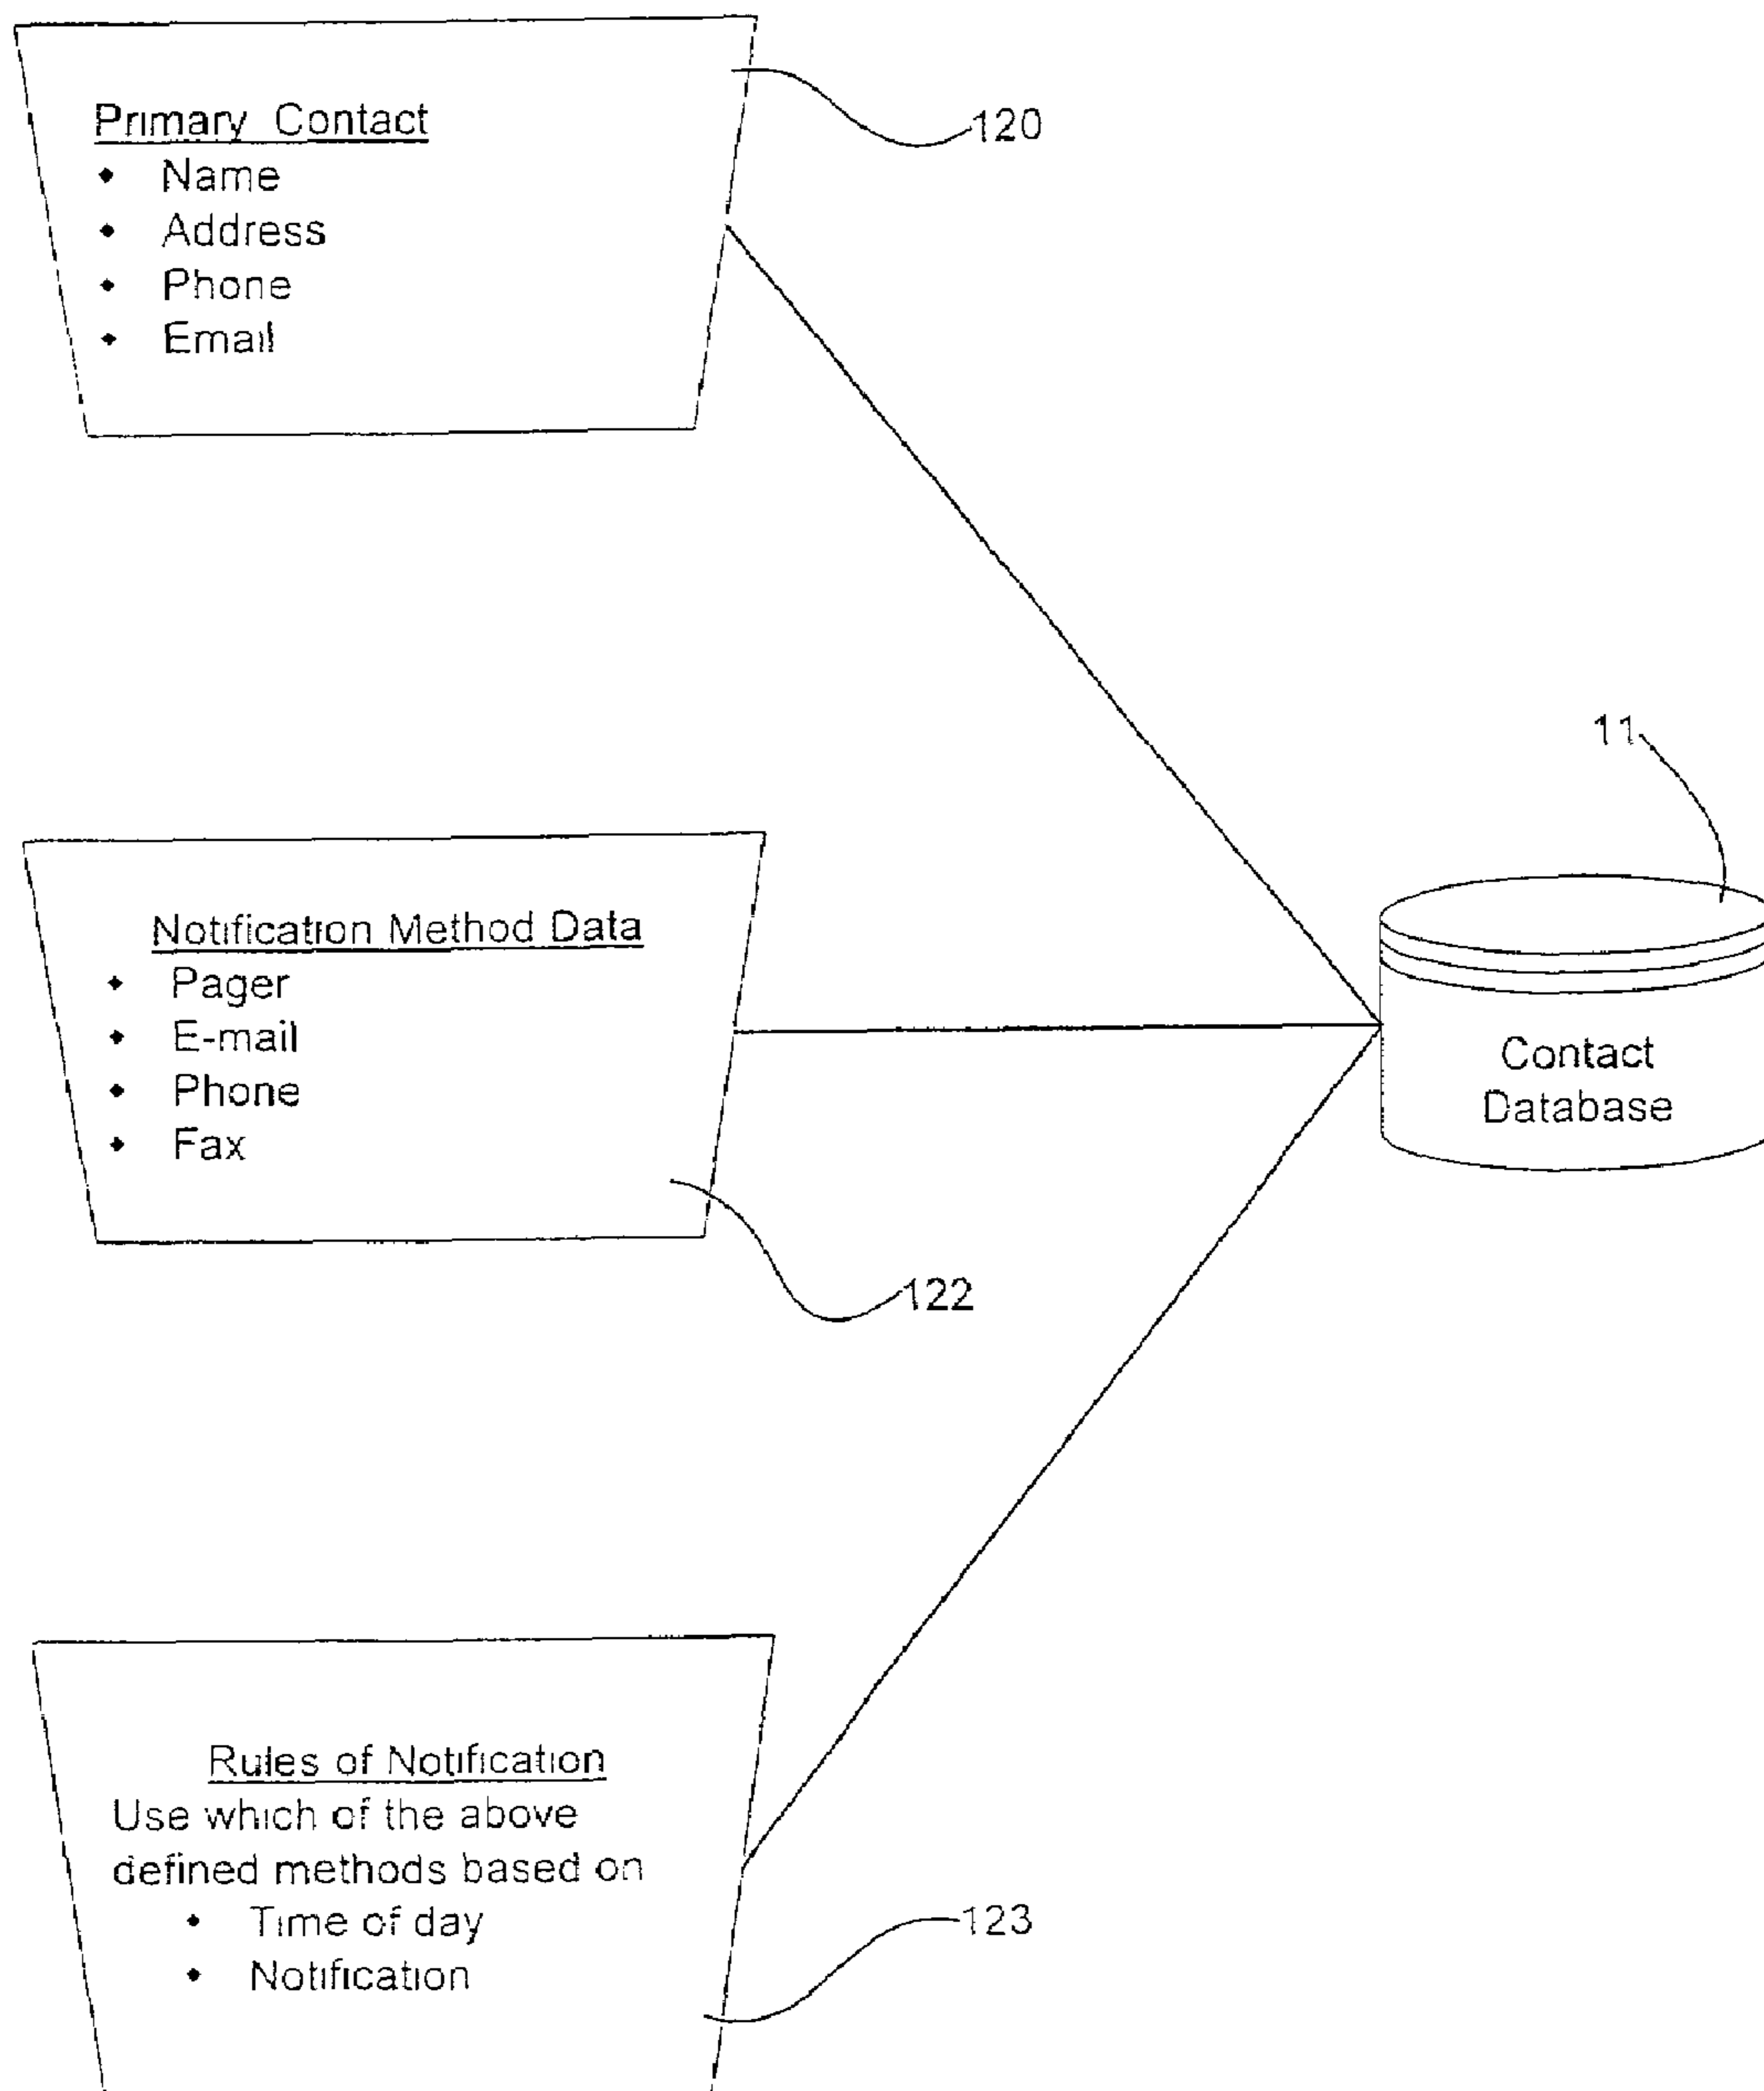 Primary Contact
• Name
• Address
• Phone
• Email
120
11
Notification Method Data
• Pager
• E-mail
• Phone
• Fax
122
Contact
Database
Rules of Notification
Use which of the above
defined methods based on
• Time of day
• Notification
123